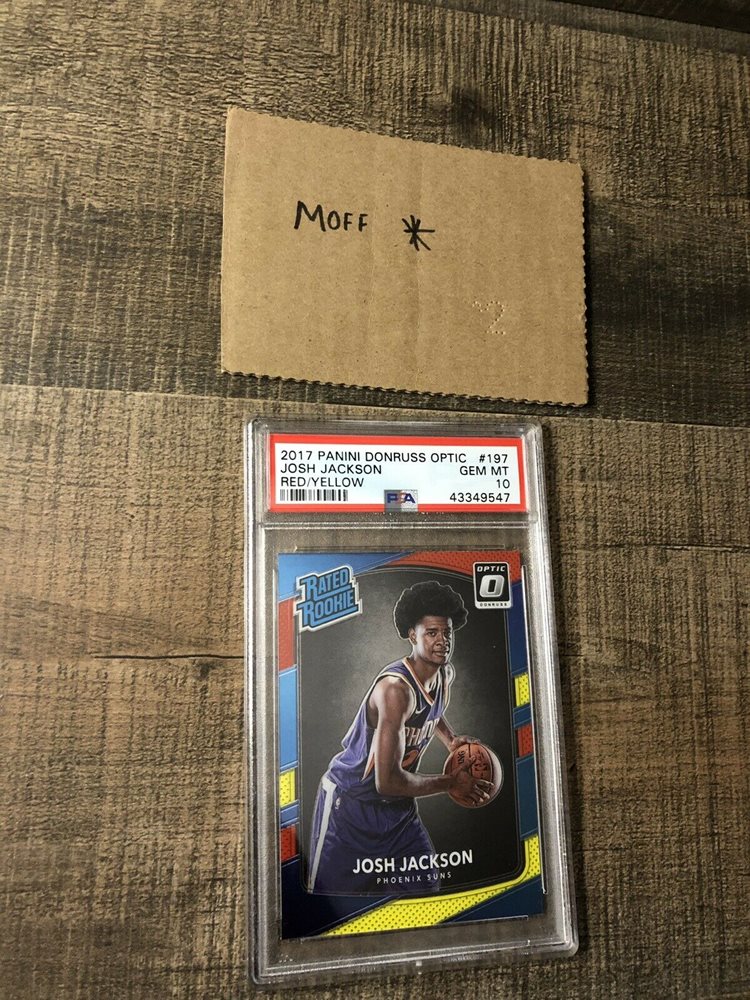 MOFF *
2
2017 PANINI DONRUSS OPTIC #197
JOSH JACKSON GEM MT
RED/YELLOW 10
PSA 43349547
RATED ROOKIE
OPTIC
DONRUSS
JOSH JACKSON
PHOENIX SUNS